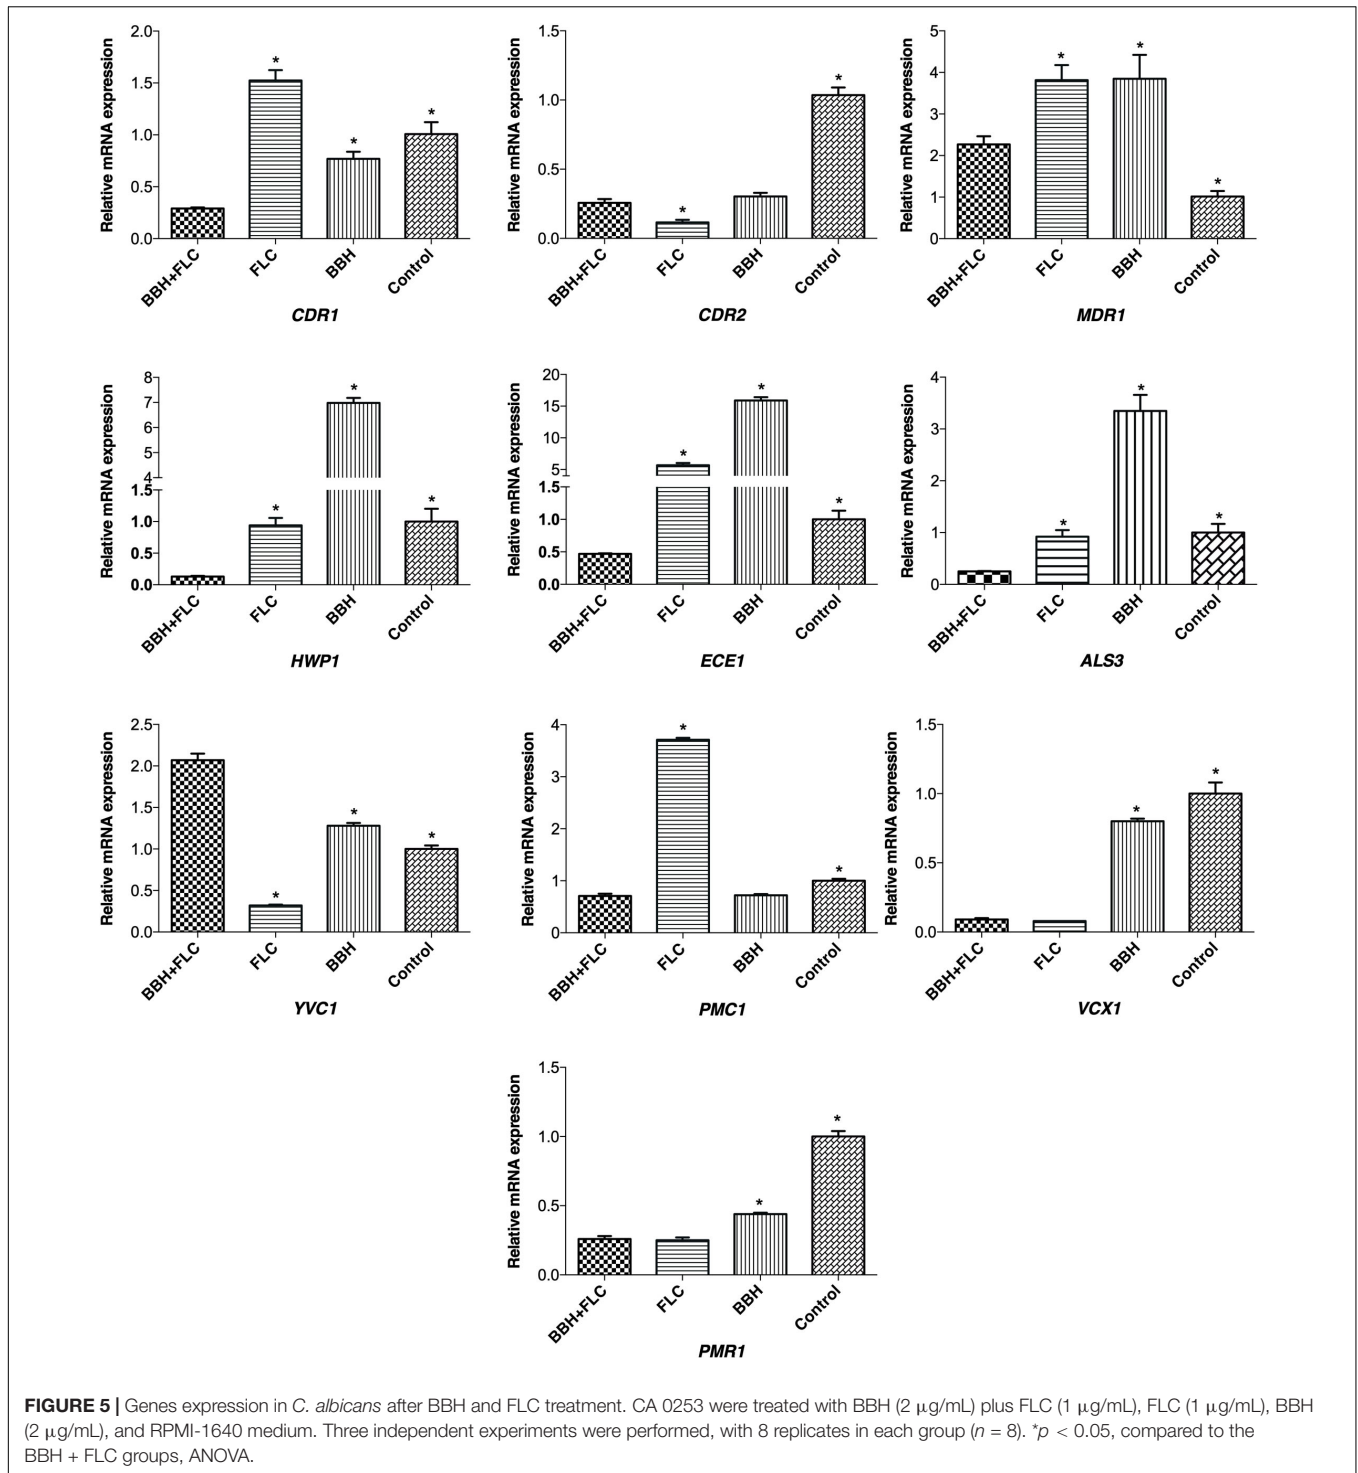 Relative mRNA expression
2.0
1.5
1.0
0.5
0.0
*
*
*
BBH+FLC
FLC
BBH
Control
CDR1
Relative mRNA expression
1.5
1.0
0.5
0.0
*
*
BBH+FLC
FLC
BBH
Control
CDR2
Relative mRNA expression
5
4
3
2
1
0
*
*
*
BBH+FLC
FLC
BBH
Control
MDR1
Relative mRNA expression
8
7
6
5
4
1.5
1.0
0.5
0.0
*
*
*
BBH+FLC
FLC
BBH
Control
HWP1
Relative mRNA expression
20
15
10
5
1.5
1.0
0.5
0.0
*
*
*
BBH+FLC
FLC
BBH
Control
ECE1
Relative mRNA expression
4
3
2
1
0
*
*
*
BBH+FLC
FLC
BBH
Control
ALS3
Relative mRNA expression
2.5
2.0
1.5
1.0
0.5
0.0
*
*
*
BBH+FLC
FLC
BBH
Control
YVC1
Relative mRNA expression
4
3
2
1
0
*
*
BBH+FLC
FLC
BBH
Control
PMC1
Relative mRNA expression
1.5
1.0
0.5
0.0
*
*
BBH+FLC
FLC
BBH
Control
VCX1
Relative mRNA expression
1.5
1.0
0.5
0.0
*
*
BBH+FLC
FLC
BBH
Control
PMR1
FIGURE 5 | Genes expression in C. albicans after BBH and FLC treatment. CA 0253 were treated with BBH (2 μg/mL) plus FLC (1 μg/mL), FLC (1 μg/mL), BBH
(2 μg/mL), and RPMI-1640 medium. Three independent experiments were performed, with 8 replicates in each group (n = 8). *p < 0.05, compared to the
BBH + FLC groups, ANOVA.